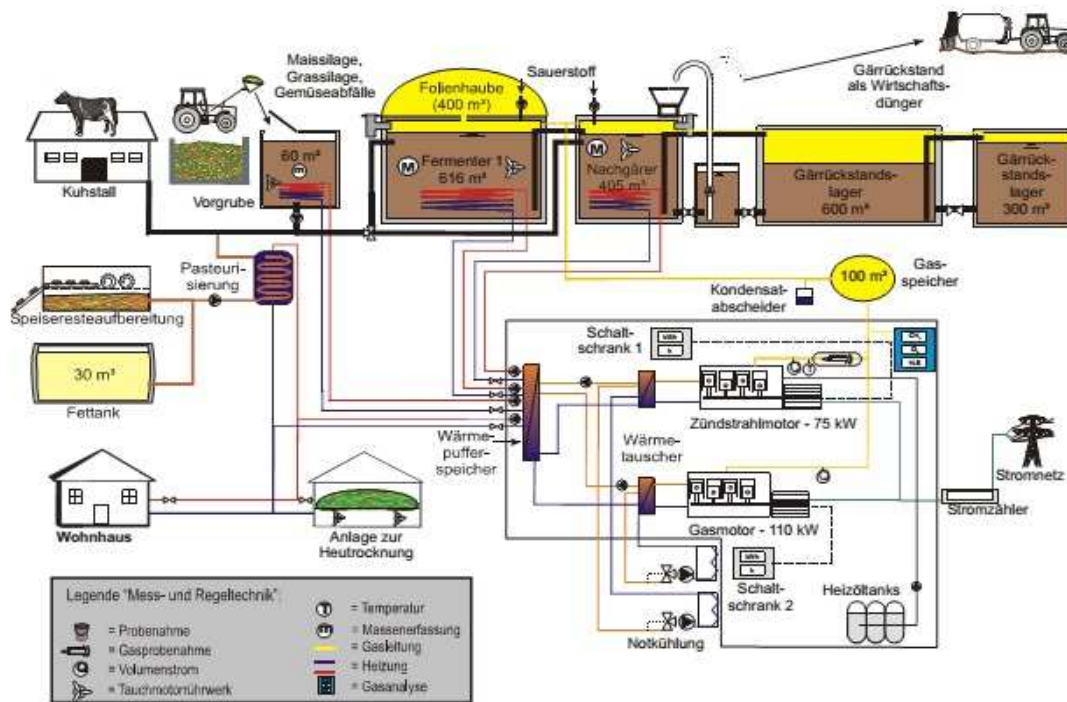 Maissilage,
Grassilage,
Gemüseabfälle
Folienhaube
(400 m³)
Sauerstoff
Gärrückstand
als Wirtschafts-
dünger
60 m³
m
M
Fermenter 1
616 m³
M
Nachgärer
405 m³
Gärrückstands-
lager
600 m³
Gärrück-
stands-
lager
300 m³
Kuhstall
Vorgrube
Pasteuri-
sierung
Speiseresteaufbereitung
30 m³
Fettank
100 m³
Gas-
speicher
Kondensat-
abscheider
Schalt-
schrank 1
kWh
h
CH₄
T
Zündstrahlmotor - 75 kW
Wärme-
pufferspeicher
Wärme-
tauscher
Gasmotor - 110 kW
Stromnetz
Stromzähler
Wohnhaus
Anlage zur
Heutrocknung
kWh
h
Schalt-
schrank 2
Notkühlung
Heizöltanks
Legende "Mess- und Regeltechnik":
= Probenahme
= Gasprobenahme
= Volumenstrom
= Tauchmotorrührwerk
T = Temperatur
m = Massenerfassung
= Gasleitung
= Heizung
= Gasanalyse